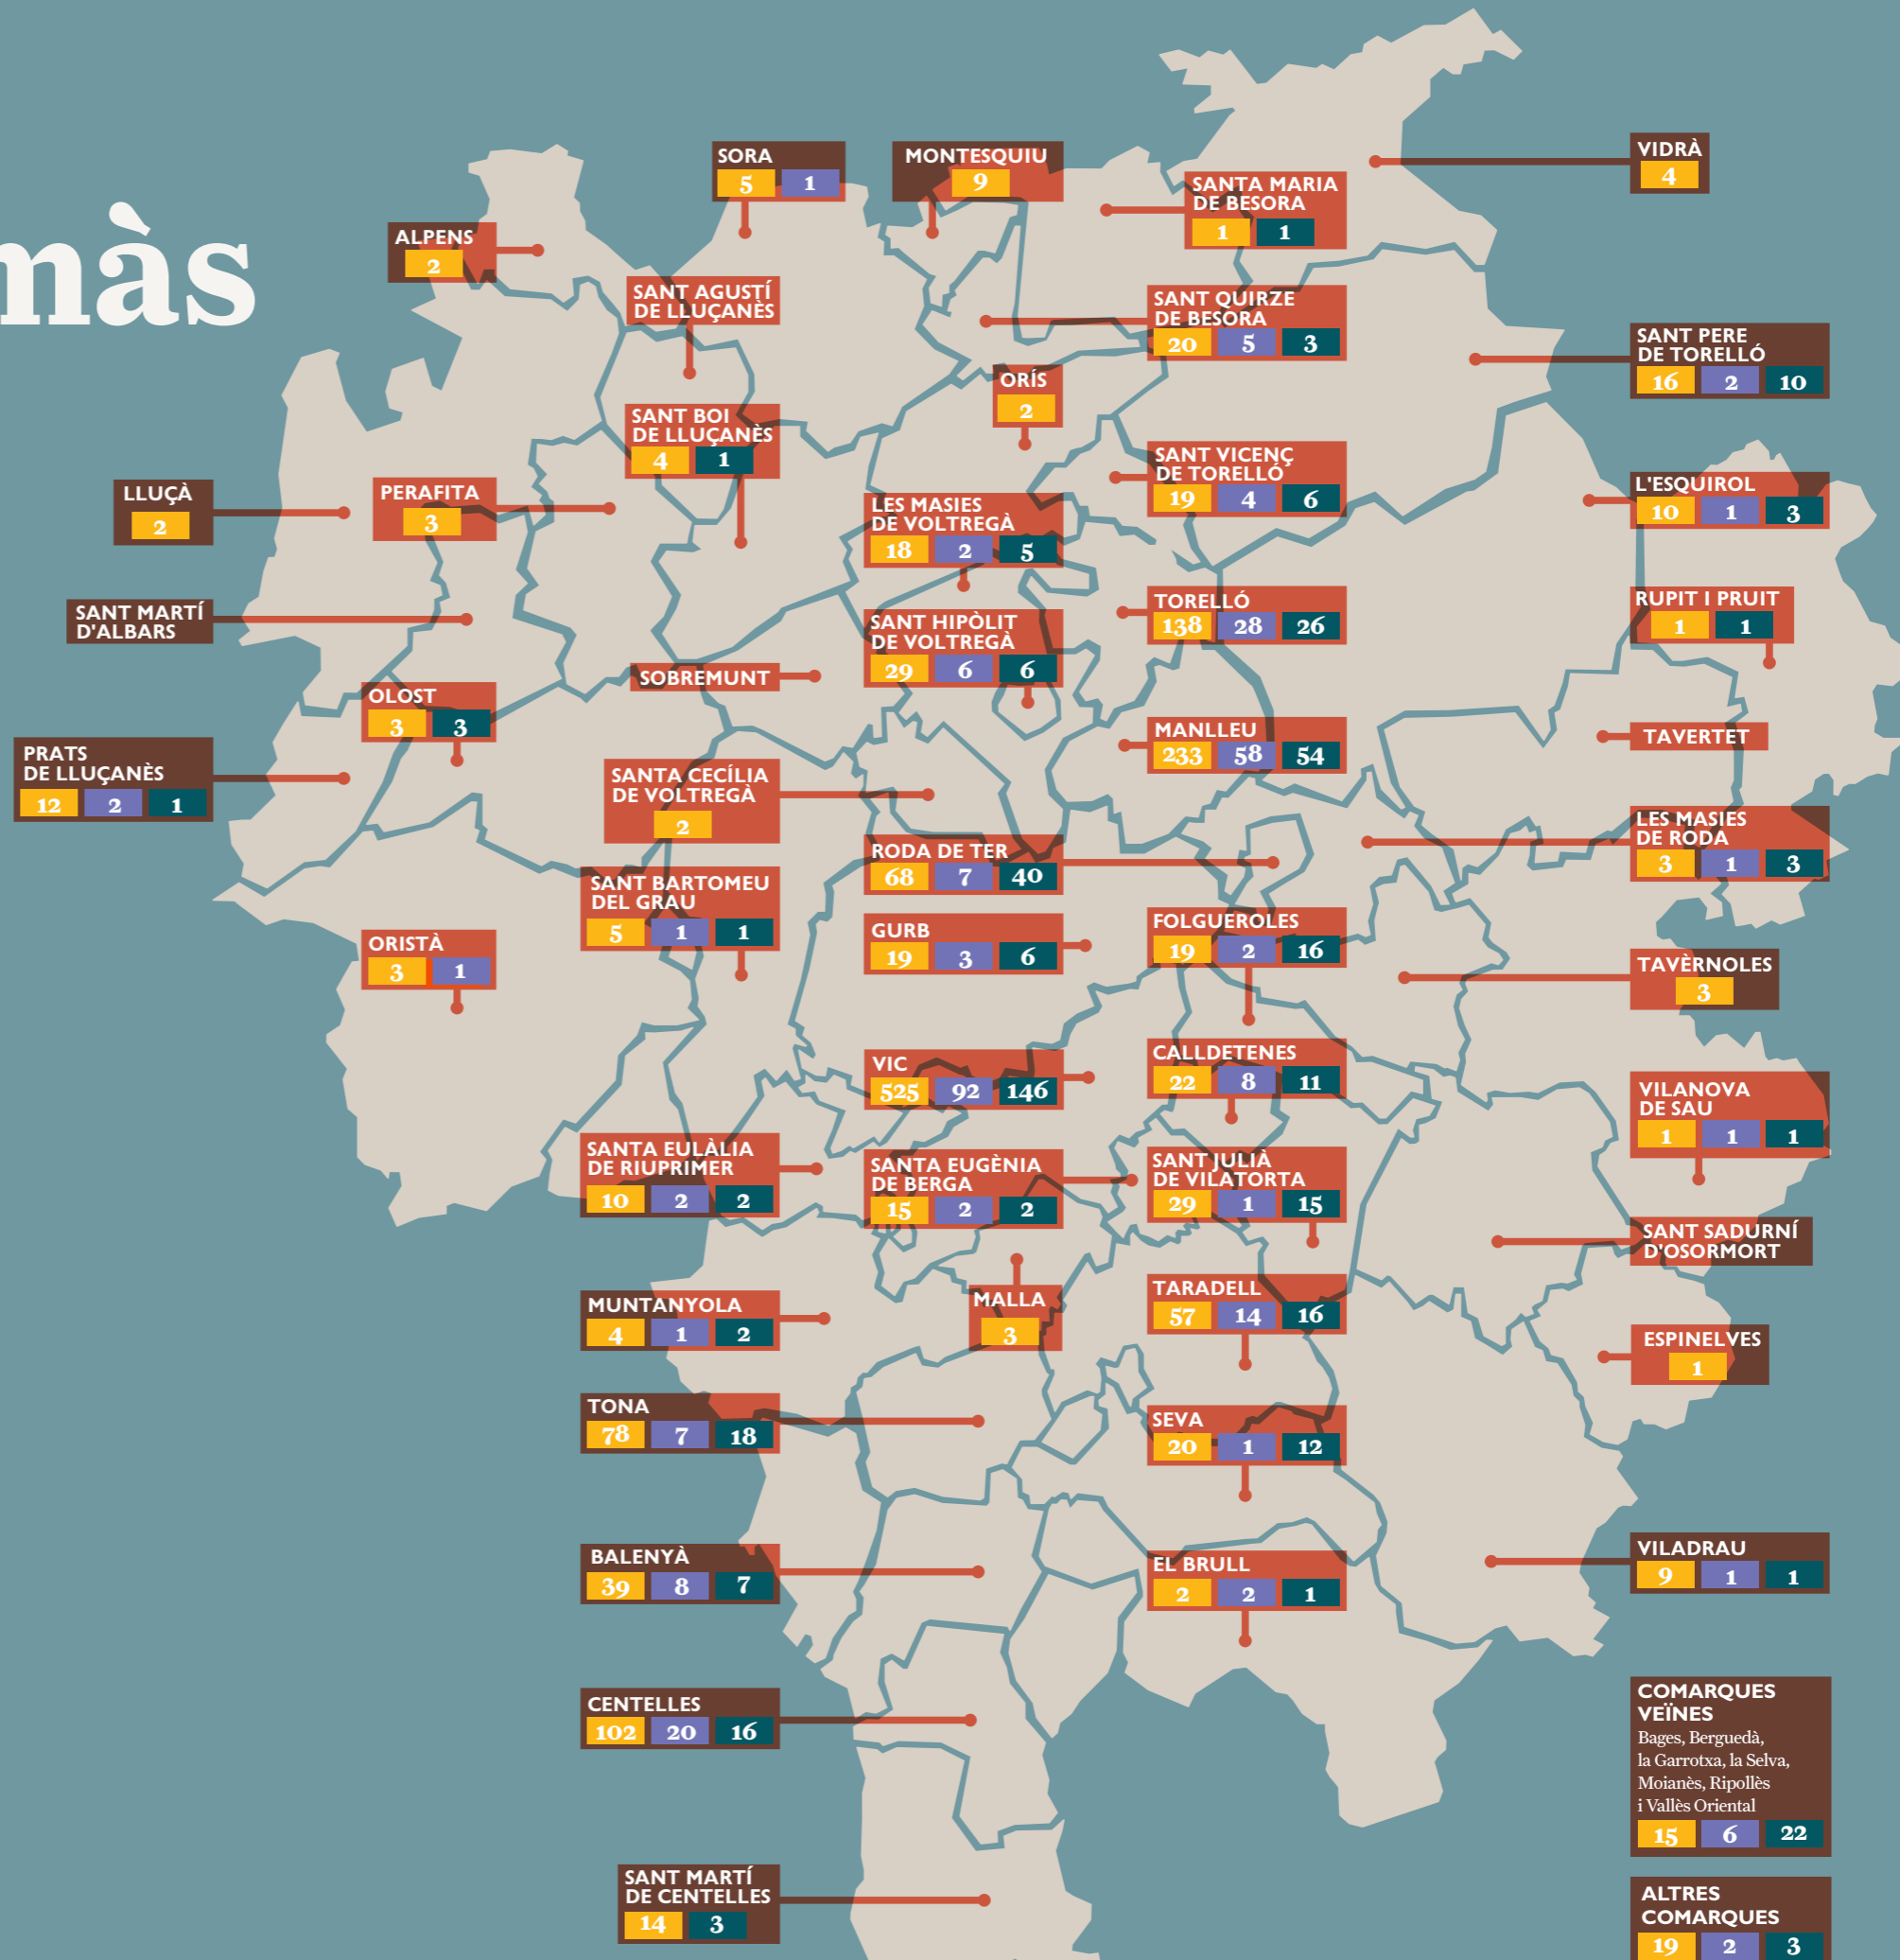 màs
SORA
5 1
MONTESQUIU
9
VIDRÀ
4
SANTA MARIA
DE BESORA
1 1
ALPENS
2
SANT AGUSTÍ
DE LLUÇANÈS
SANT QUIRZE
DE BESORA
20 5 3
SANT PERE
DE TORELLÓ
16 2 10
ORÍS
2
SANT BOI
DE LLUÇANÈS
4 1
SANT VICENÇ
DE TORELLÓ
19 4 6
L'ESQUIROL
10 1 3
LLUÇÀ
2
PERAFITA
3
LES MASIES
DE VOLTREGÀ
18 2 5
SANT MARTÍ
D'ALBARS
TORELLÓ
138 28 26
RUPIT I PRUIT
1 1
SANT HIPÒLIT
DE VOLTREGÀ
29 6 6
SOBREMUNT
OLOST
3 3
MANLLEU
233 58 54
TAVERTET
PRATS
DE LLUÇANÈS
12 2 1
SANTA CECÍLIA
DE VOLTREGÀ
2
LES MASIES
DE RODA
3 1 3
RODA DE TER
68 7 40
SANT BARTOMEU
DEL GRAU
5 1 1
GURB
19 3 6
FOLGUEROLES
19 2 16
ORISTÀ
3 1
TAVÈRNOLES
3
VIC
525 92 146
CALLDETENES
22 8 11
VILANOVA
DE SAU
1 1 1
SANTA EULÀLIA
DE RIUPRIMER
10 2 2
SANTA EUGÈNIA
DE BERGA
15 2 2
SANT JULIÀ
DE VILATORTA
29 1 15
SANT SADURNÍ
D'OSORMORT
MUNTANYOLA
4 1 2
MALLA
3
TARADELL
57 14 16
ESPINELVES
1
TONA
78 7 18
SEVA
20 1 12
BALENYÀ
39 8 7
EL BRULL
2 2 1
VILADRAU
9 1 1
CENTELLES
102 20 16
COMARQUES
VEÏNES
Bages, Berguedà,
la Garrotxa, la Selva,
Moianès, Ripollès
i Vallès Oriental
15 6 22
SANT MARTÍ
DE CENTELLES
14 3
ALTRES
COMARQUES
19 2 3